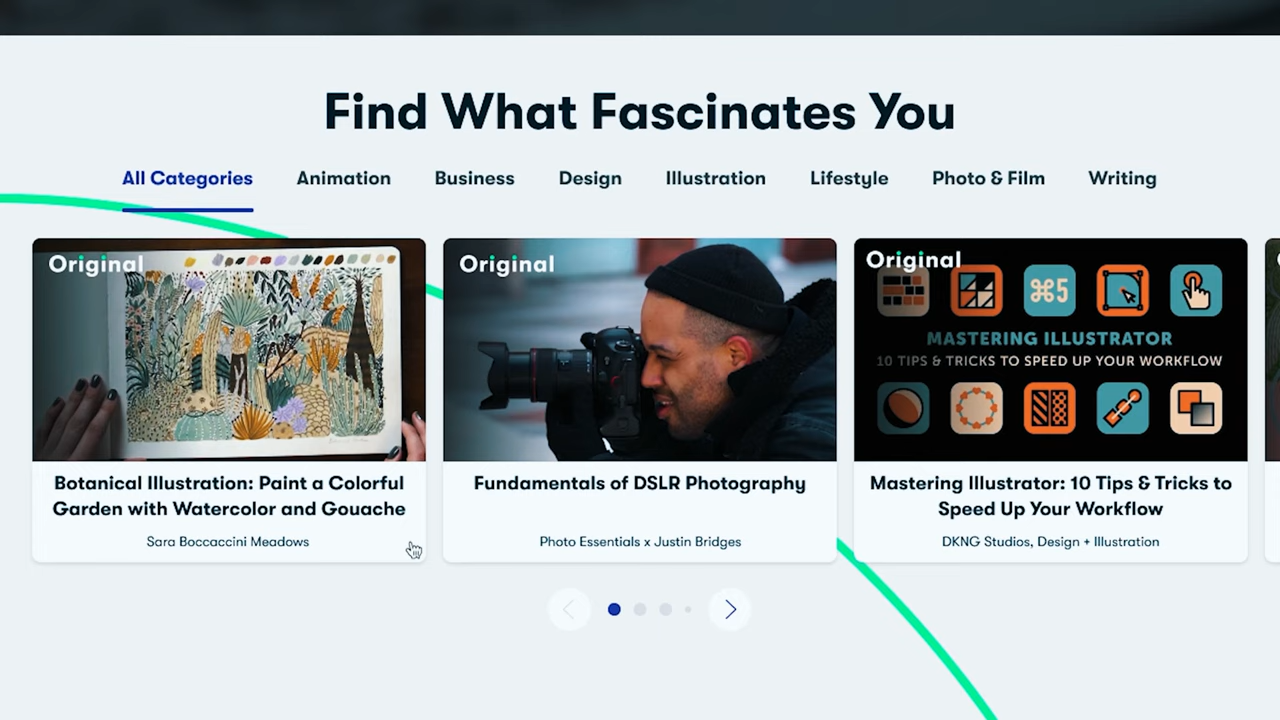 Find What Fascinates You
All Categories
Animation
Business
Design
Illustration
Lifestyle
Photo & Film
Writing
Original
Botanical Illustration: Paint a Colorful
Garden with Watercolor and Gouache
Sara Boccaccini Meadows
Original
Fundamentals of DSLR Photography
Photo Essentials x Justin Bridges
Original
⌘5
MASTERING ILLUSTRATOR
10 TIPS & TRICKS TO SPEED UP YOUR WORKFLOW
Mastering Illustrator: 10 Tips & Tricks to
Speed Up Your Workflow
DKNG Studios, Design + Illustration